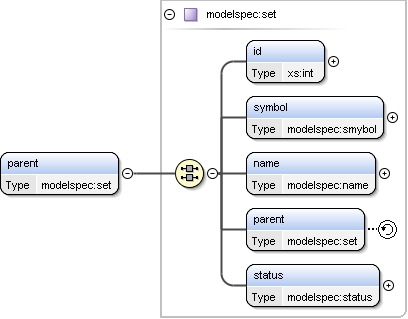 modelspec:set
id
Type xs:int
symbol
Type modelspec:smybol
parent
Type modelspec:set
name
Type modelspec:name
parent
Type modelspec:set
status
Type modelspec:status